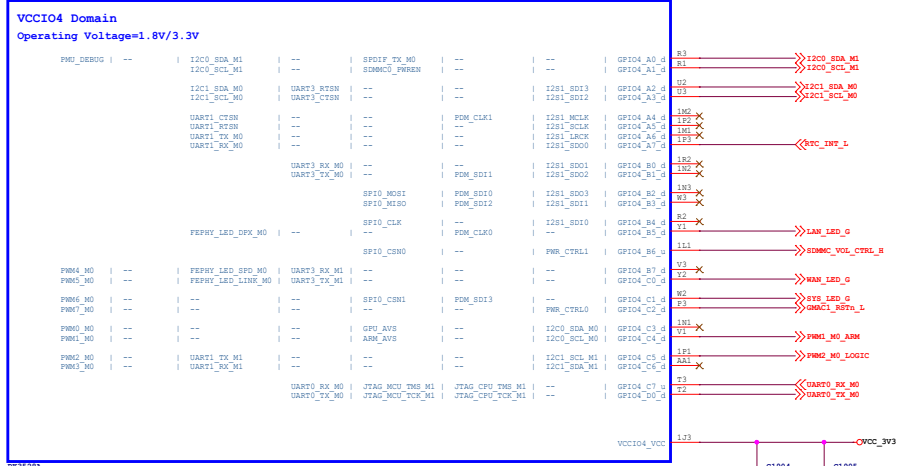 VCCIO4 Domain
Operating Voltage=1.8V/3.3V
PMU_DEBUG | -- | I2C0_SDA_M1 | -- | SPDIF_TX_M0 | -- | -- | GPIO4_A0_d R3 I2C0_SDA_M1
I2C0_SCL_M1 | -- | SDMMC0_PWREN | -- | -- | GPIO4_A1_d R1 I2C0_SCL_M1
I2C1_SDA_M0 | UART3_RTSN | -- | -- | I2S1_SDI3 | GPIO4_A2_d U2 I2C1_SDA_M0
I2C1_SCL_M0 | UART3_CTSN | -- | -- | I2S1_SDI2 | GPIO4_A3_d U3 I2C1_SCL_M0
UART1_CTSN | -- | -- | PDM_CLK1 | I2S1_MCLK | GPIO4_A4_d 1M2
UART1_RTSN | -- | -- | -- | I2S1_SCLK | GPIO4_A5_d 1P2
UART1_TX_M0 | -- | -- | -- | I2S1_LRCK | GPIO4_A6_d 1M1
UART1_RX_M0 | -- | -- | -- | I2S1_SDO0 | GPIO4_A7_d 1P3 RTC_INT_L
UART3_RX_M0 | -- | -- | I2S1_SDO1 | GPIO4_B0_d 1R2
UART3_TX_M0 | -- | PDM_SDI1 | I2S1_SDO2 | GPIO4_B1_d 1N2
SPI0_MOSI | PDM_SDI0 | I2S1_SDO3 | GPIO4_B2_d 1N3
SPI0_MISO | PDM_SDI2 | I2S1_SDI1 | GPIO4_B3_d W3
SPI0_CLK | -- | I2S1_SDI0 | GPIO4_B4_d R2
FEPHY_LED_DPX_M0 | -- | -- | PDM_CLK0 | -- | GPIO4_B5_d Y1 LAN_LED_G
SPI0_CSN0 | -- | PWR_CTRL1 | GPIO4_B6_u 1L1 SDMMC_VOL_CTRL_H
PWM4_M0 | -- | FEPHY_LED_SPD_M0 | UART3_RX_M1 | -- | -- | -- | GPIO4_B7_d V3
PWM5_M0 | -- | FEPHY_LED_LINK_M0 | UART3_TX_M1 | -- | -- | -- | GPIO4_C0_d Y2 WAN_LED_G
PWM6_M0 | -- | -- | -- | SPI0_CSN1 | PDM_SDI3 | -- | GPIO4_C1_d W2 SYS_LED_G
PWM7_M0 | -- | -- | -- | -- | -- | PWR_CTRL0 | GPIO4_C2_d P3 GMAC1_RSTn_L
PWM0_M0 | -- | -- | -- | GPU_AVS | -- | I2C0_SDA_M0 | GPIO4_C3_d 1N1
PWM1_M0 | -- | -- | -- | ARM_AVS | -- | I2C0_SCL_M0 | GPIO4_C4_d V1 PWM1_M0_ARM
PWM2_M0 | -- | UART1_TX_M1 | -- | -- | -- | I2C1_SCL_M1 | GPIO4_C5_d 1P1 PWM2_M0_LOGIC
PWM3_M0 | -- | UART1_RX_M1 | -- | -- | -- | I2C1_SDA_M1 | GPIO4_C6_d AA1
UART0_RX_M0 | JTAG_MCU_TMS_M1 | JTAG_CPU_TMS_M1 | -- | GPIO4_C7_u T3 UART0_RX_M0
UART0_TX_M0 | JTAG_MCU_TCK_M1 | JTAG_CPU_TCK_M1 | -- | GPIO4_D0_d T2 UART0_TX_M0
VCCIO4_VCC 1J3 VCC_3V3